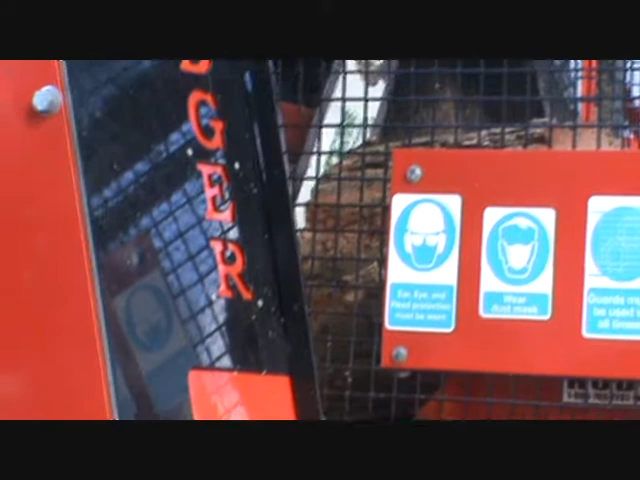 GER
Ear, Eye, and
Head protection
must be worn
Wear
dust mask
Guards
be used
all times